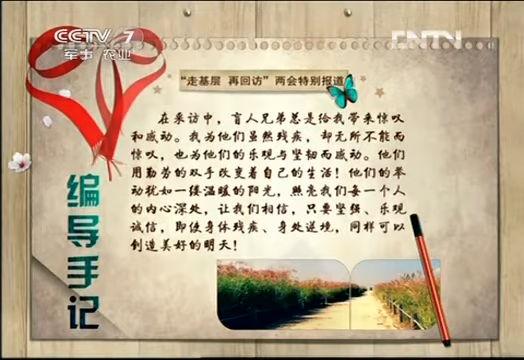 CCTV 7
军事 农业
CNTV
“走基层 再回访”两会特别报道
在采访中，盲人兄弟总是给我带来惊叹
和感动。我为他们虽然残疾，却无所不能而
惊叹，也为他们的乐观与坚韧而感动。他们
用勤劳的双手改变着自己的生活！他们的举
动犹如一缕温暖的阳光，照亮我们每一个人
的内心深处，让我们相信，只要坚强、乐观
诚信，即使身体残疾、身处逆境，同样可以
创造美好的明天！
编导手记